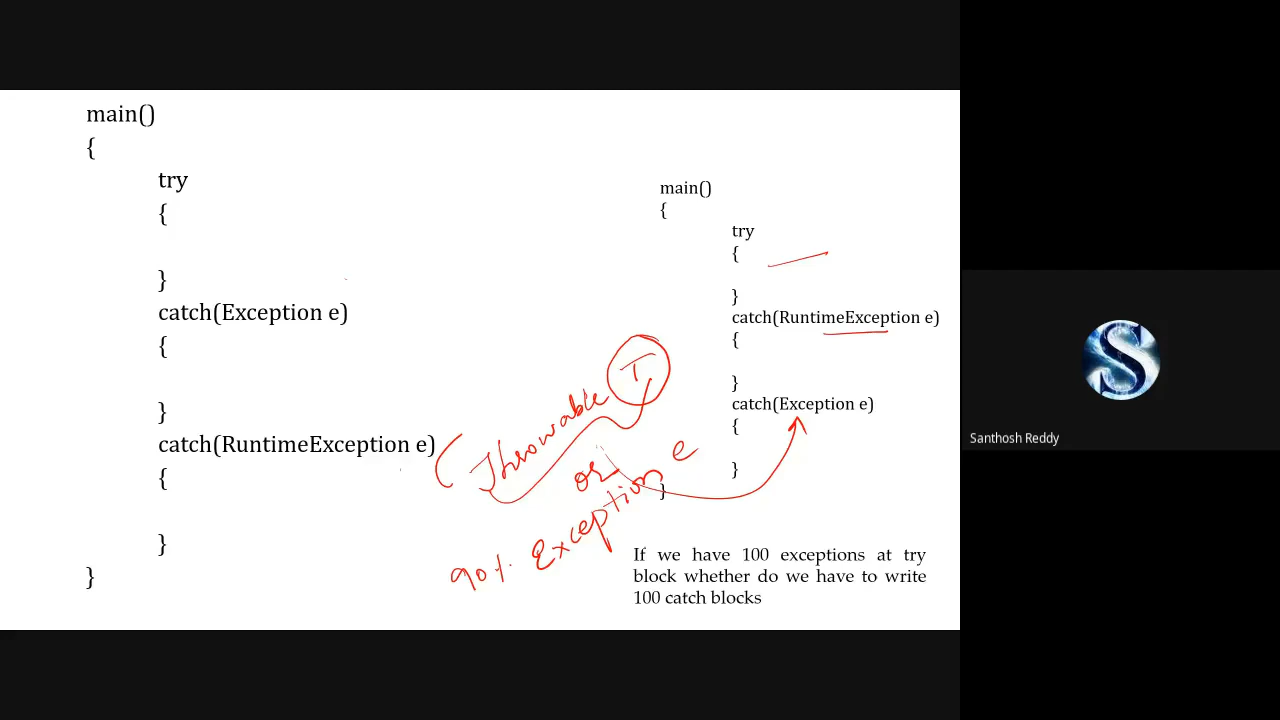 main()
{
try
{
}
catch(Exception e)
{
}
catch(RuntimeException e)
{
}
}
main()
{
try
{
}
catch(RuntimeException e)
{
}
catch(Exception e)
{
}
}
(Throwable T
or
90% Exception e
If we have 100 exceptions at try
block whether do we have to write
100 catch blocks
S
Santhosh Reddy